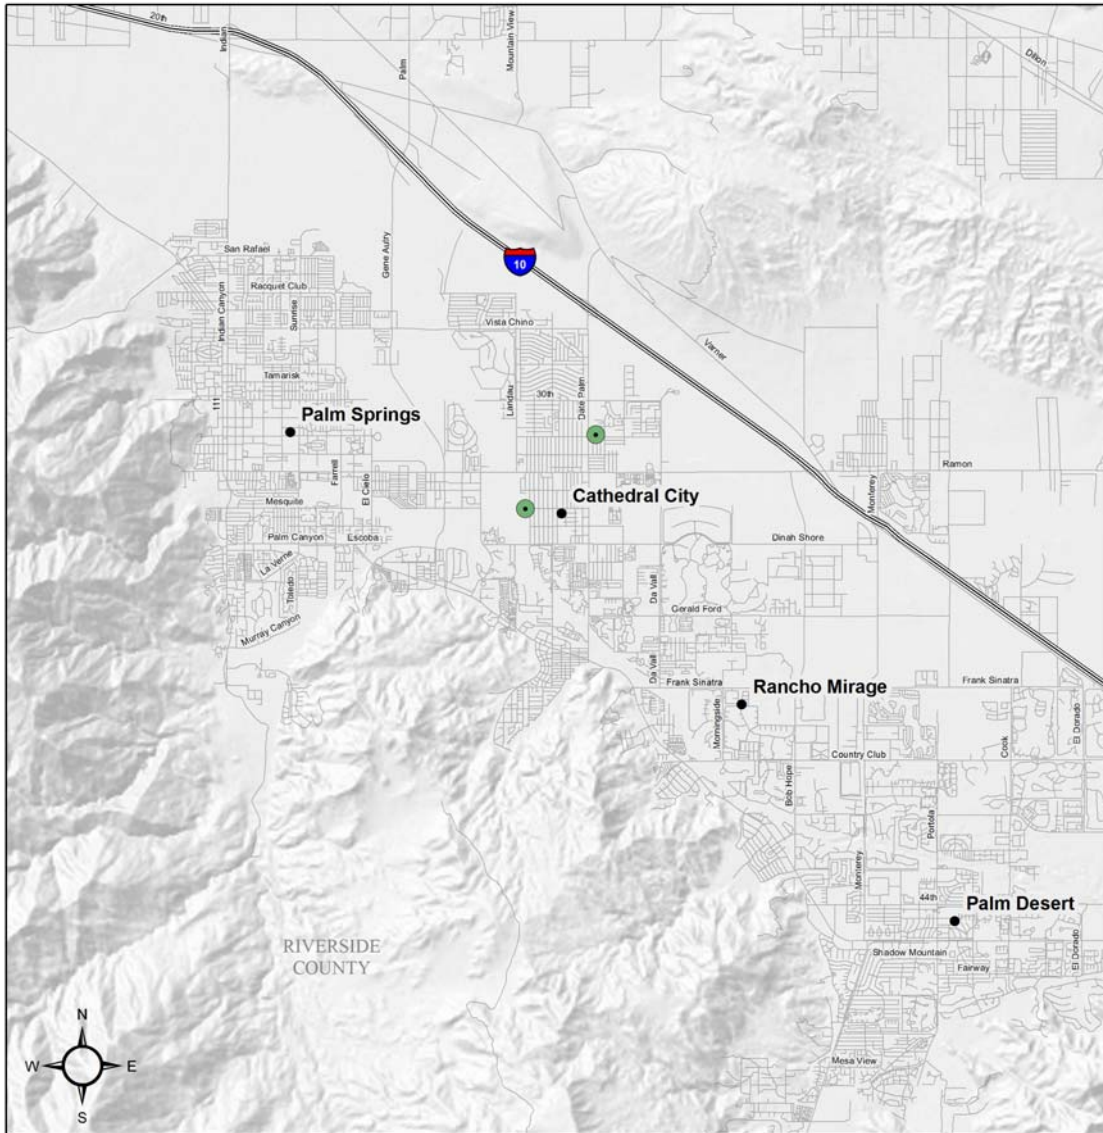 20th
Indian
Palm
Mountain View
Dillon
San Rafael
10
Gene Autry
Racquet Club
Indian Canyon
Sunrise
Vista Chino
Varner
Tamarisk
Landau
30th
Date Palm
111
Palm Springs
Farrell
El Cielo
Ramon
Monterey
Mesquite
Cathedral City
Palm Canyon
Escoba
Dinah Shore
La Verne
Toledo
Da Vall
Gerald Ford
Murray Canyon
Da Vall
Frank Sinatra
Frank Sinatra
Rancho Mirage
Morningside
El Dorado
Cook
Country Club
Bob Hope
Portola
Monterey
44th
Palm Desert
RIVERSIDE
COUNTY
Shadow Mountain
Fairway
El Dorado
N
W
E
S
Mesa View